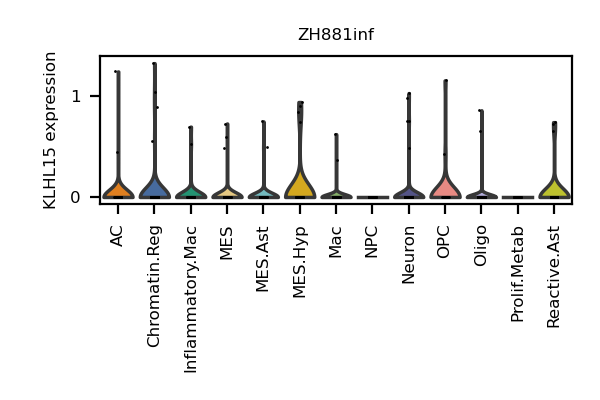 ZH881inf
KLHL15 expression
1
0
AC
Chromatin.Reg
Inflammatory.Mac
MES
MES.Ast
MES.Hyp
Mac
NPC
Neuron
OPC
Oligo
Prolif.Metab
Reactive.Ast